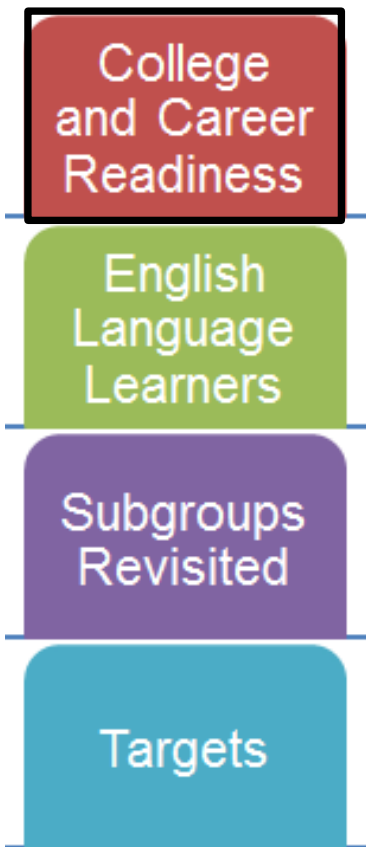 College
and Career
Readiness
English
Language
Learners
Subgroups
Revisited
Targets